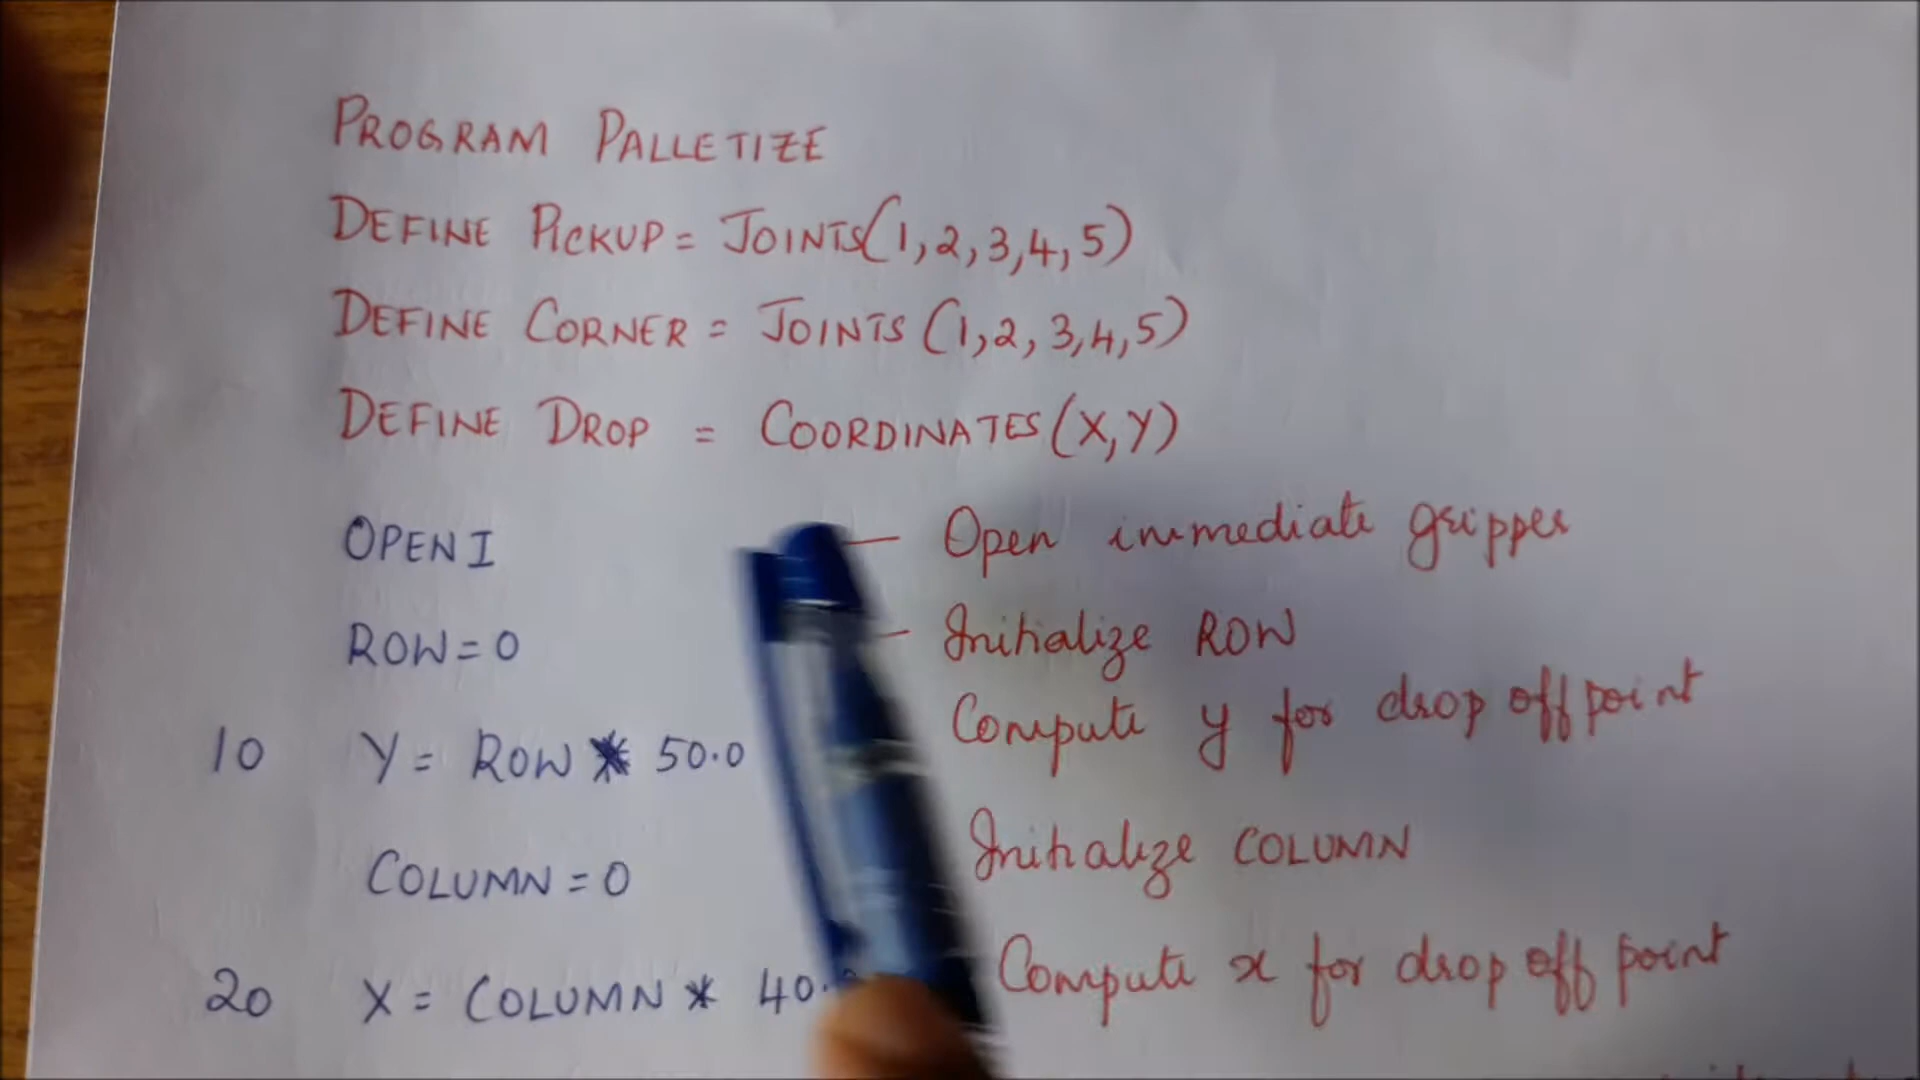 PROGRAM PALLETIZE
DEFINE PICKUP = JOINTS(1,2,3,4,5)
DEFINE CORNER = JOINTS (1,2,3,4,5)
DEFINE DROP = COORDINATES(X,Y)
OPENI — Open immediate gripper
ROW=0 — Initialize ROW
10 Y = ROW * 50.0 Compute y for drop off point
COLUMN = 0 Initialize COLUMN
20 X = COLUMN * 40. Compute x for drop off point